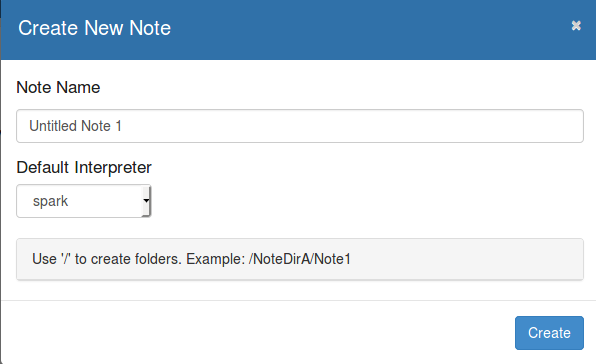 Create New Note
×
Note Name
Untitled Note 1
Default Interpreter
spark
Use '/' to create folders. Example: /NoteDirA/Note1
Create